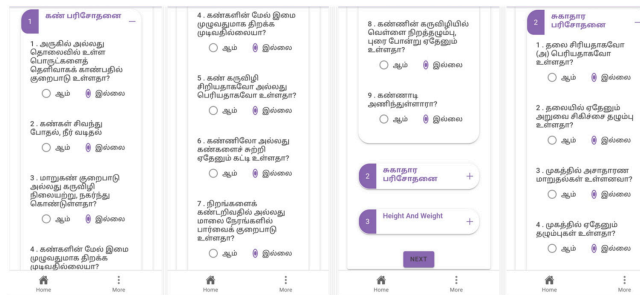 1
கண் பரிசோதனை
1 . அருகில் அல்லது
தொலைவில் உள்ள
பொருட்களைத்
தெளிவாகக் காண்பதில்
குறைபாடு உள்ளதா?
ஆம் இல்லை
2 . கண்கள் சிவந்து
போதல், நீர் வடிதல்
ஆம் இல்லை
3 . மாறுகண் குறைபாடு
அல்லது கருவிழி
நிலையற்று, நகர்ந்து
கொண்டுள்ளதா?
ஆம் இல்லை
4 . கண்களின் மேல் இமை
முழுவதுமாக திறக்க
முடிவதில்லையா?
Home More
4 . கண்களின் மேல் இமை
முழுவதுமாக திறக்க
முடிவதில்லையா?
ஆம் இல்லை
5 . கண் கருவிழி
சிறியதாகவோ அல்லது
பெரியதாகவோ உள்ளதா?
ஆம் இல்லை
6 . கண்ணிலோ அல்லது
கண்களைச் சுற்றி
ஏதேனும் கட்டி உள்ளதா?
ஆம் இல்லை
7 . நிறங்களைக்
கண்டறிவதில் அல்லது
மாலை நேரங்களில்
பார்வைக் குறைபாடு
உள்ளதா?
ஆம் இல்லை
Home More
8 . கண்ணின் கருவிழியில்
வெள்ளை நிறத்தழும்பு,
புரை போன்று ஏதேனும்
உள்ளதா?
ஆம் இல்லை
9 . கண்ணாடி
அணிந்துள்ளாரா?
ஆம் இல்லை
2
சுகாதார
பரிசோதனை
3
Height And Weight
NEXT
Home More
2
சுகாதார
பரிசோதனை
1 . தலை சிரியதாகவோ
(அ) பெரியதாகவோ
உள்ளதா?
ஆம் இல்லை
2 . தலையில் ஏதேனும்
அறுவை சிகிச்சை தழும்பு
உள்ளதா?
ஆம் இல்லை
3 . முகத்தில் அசாதாரண
மாறுதல்கள் உள்ளனவா?
ஆம் இல்லை
4 . முகத்தில் ஏதேனும்
தழும்புகள் உள்ளதா?
ஆம் இல்லை
Home More